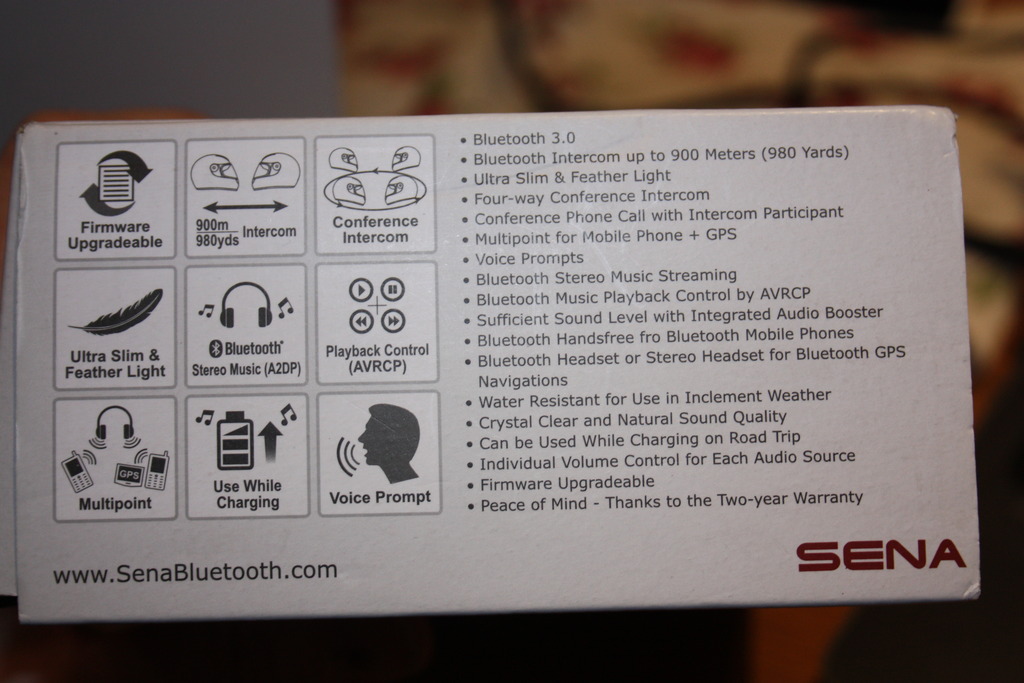 Firmware
Upgradeable
900m
980yds
Intercom
Conference
Intercom
Ultra Slim &
Feather Light
Bluetooth®
Stereo Music (A2DP)
Playback Control
(AVRCP)
GPS
Multipoint
Use While
Charging
Voice Prompt
• Bluetooth 3.0
• Bluetooth Intercom up to 900 Meters (980 Yards)
• Ultra Slim & Feather Light
• Four-way Conference Intercom
• Conference Phone Call with Intercom Participant
• Multipoint for Mobile Phone + GPS
• Voice Prompts
• Bluetooth Stereo Music Streaming
• Bluetooth Music Playback Control by AVRCP
• Sufficient Sound Level with Integrated Audio Booster
• Bluetooth Handsfree fro Bluetooth Mobile Phones
• Bluetooth Headset or Stereo Headset for Bluetooth GPS
Navigations
• Water Resistant for Use in Inclement Weather
• Crystal Clear and Natural Sound Quality
• Can be Used While Charging on Road Trip
• Individual Volume Control for Each Audio Source
• Firmware Upgradeable
• Peace of Mind - Thanks to the Two-year Warranty
www.SenaBluetooth.com
SENA